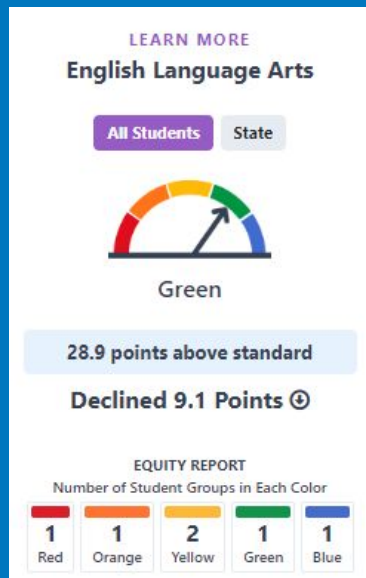 LEARN MORE
English Language Arts
All Students State
Green
28.9 points above standard
Declined 9.1 Points
EQUITY REPORT
Number of Student Groups in Each Color
1 1 2 1 1
Red Orange Yellow Green Blue